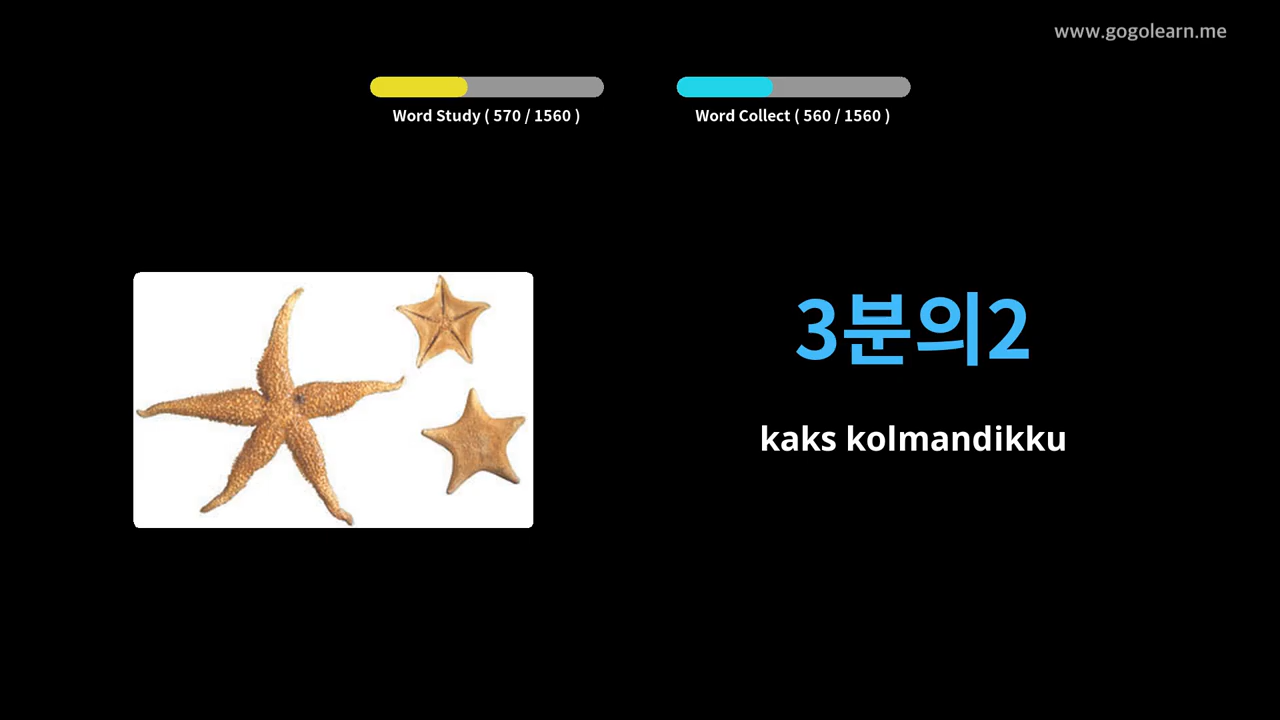 www.gogolearn.me
Word Study ( 570 / 1560 )
Word Collect ( 560 / 1560 )
3분의2
kaks kolmandikku